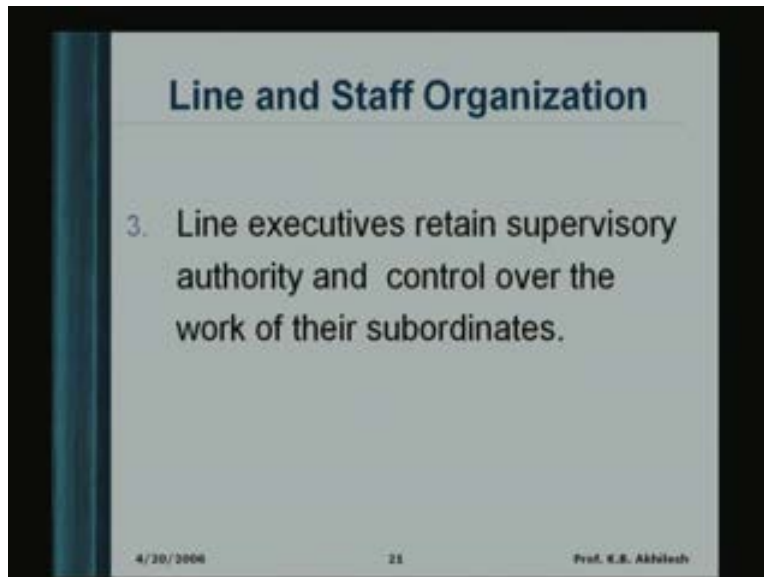 Line and Staff Organization
3. Line executives retain supervisory
authority and control over the
work of their subordinates.
4/20/2006 21 Prof. K.B. Akhilesh